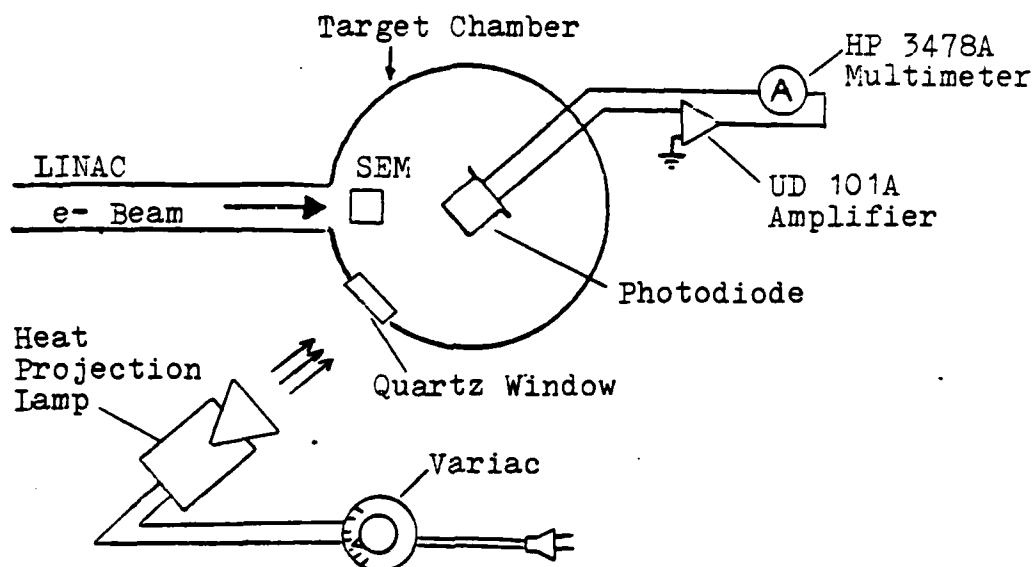 Target Chamber
HP 3478A
Multimeter
A
LINAC
SEM
e- Beam
UD 101A
Amplifier
Photodiode
Heat
Projection
Lamp
Quartz Window
Variac